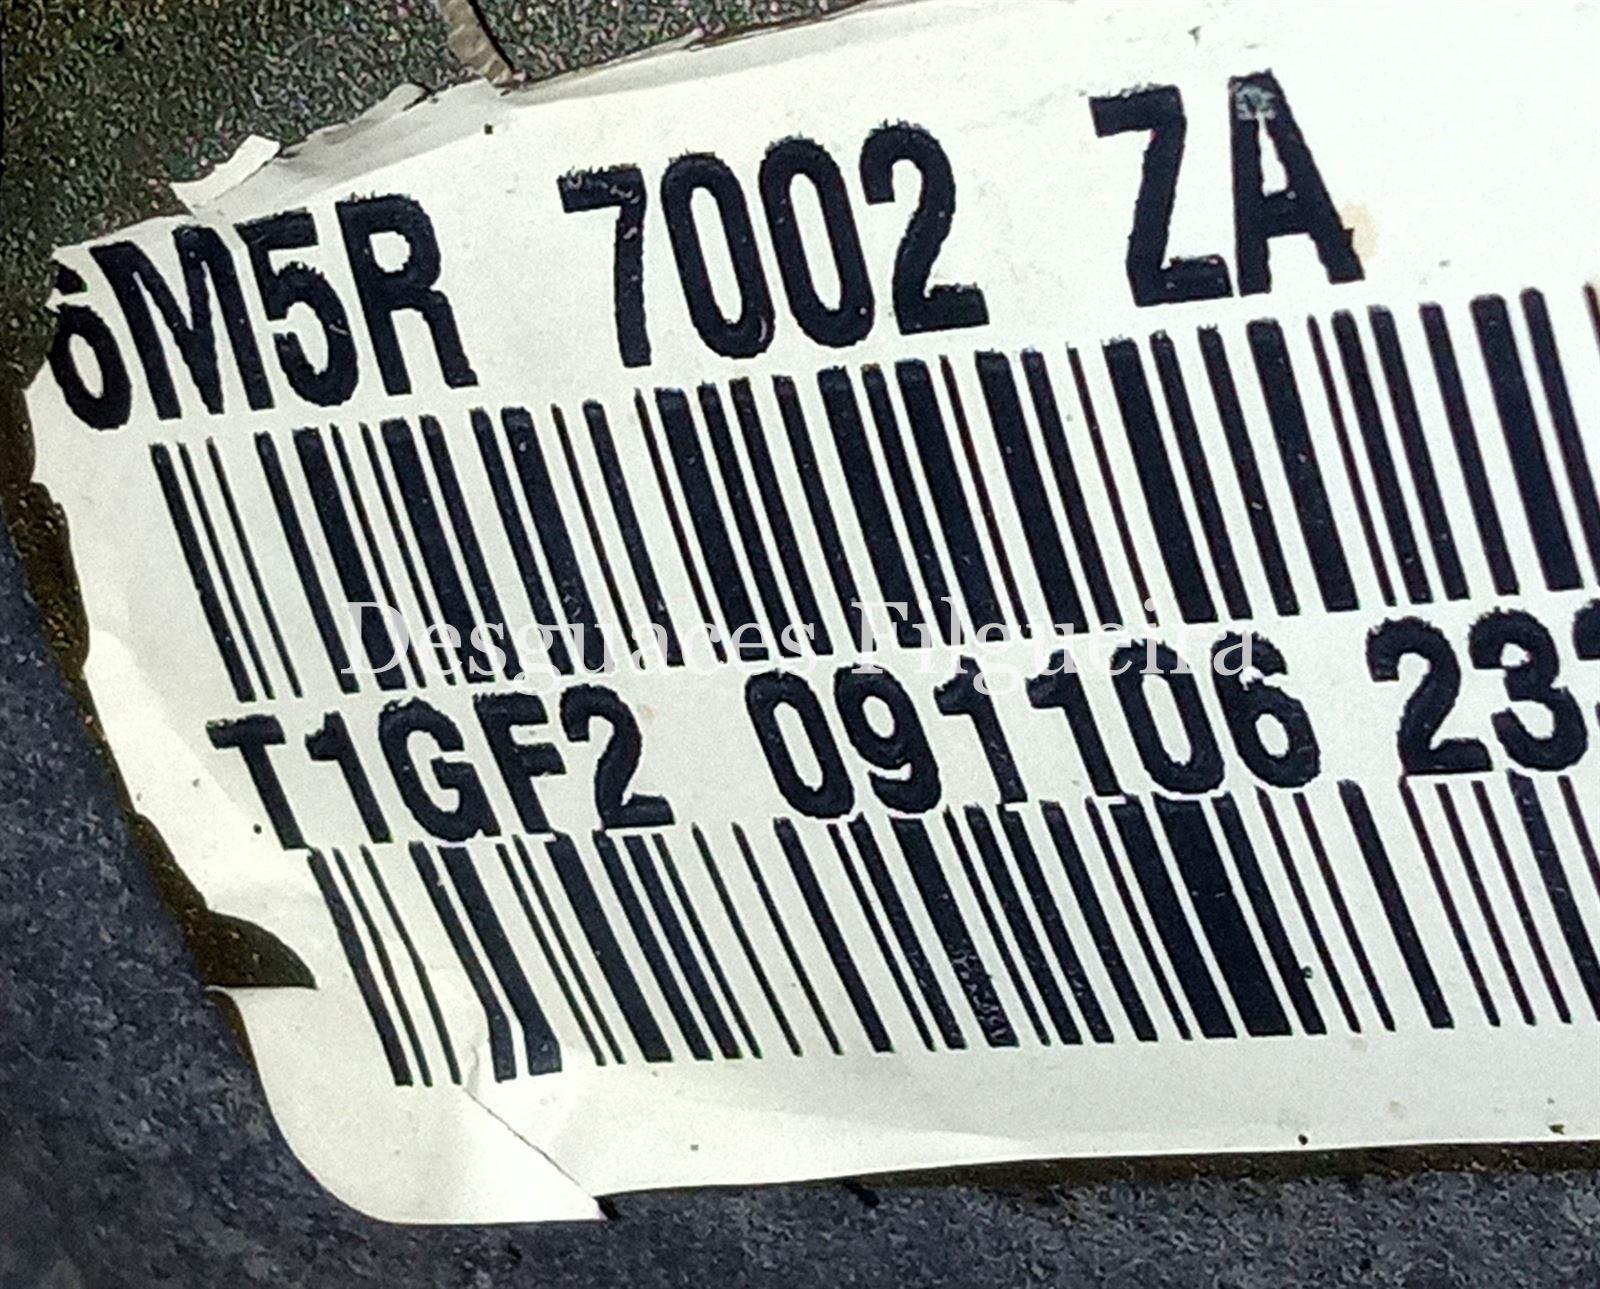 6M5R 7002 ZA
Desguaces Filgueira
T1GF2 091106 23